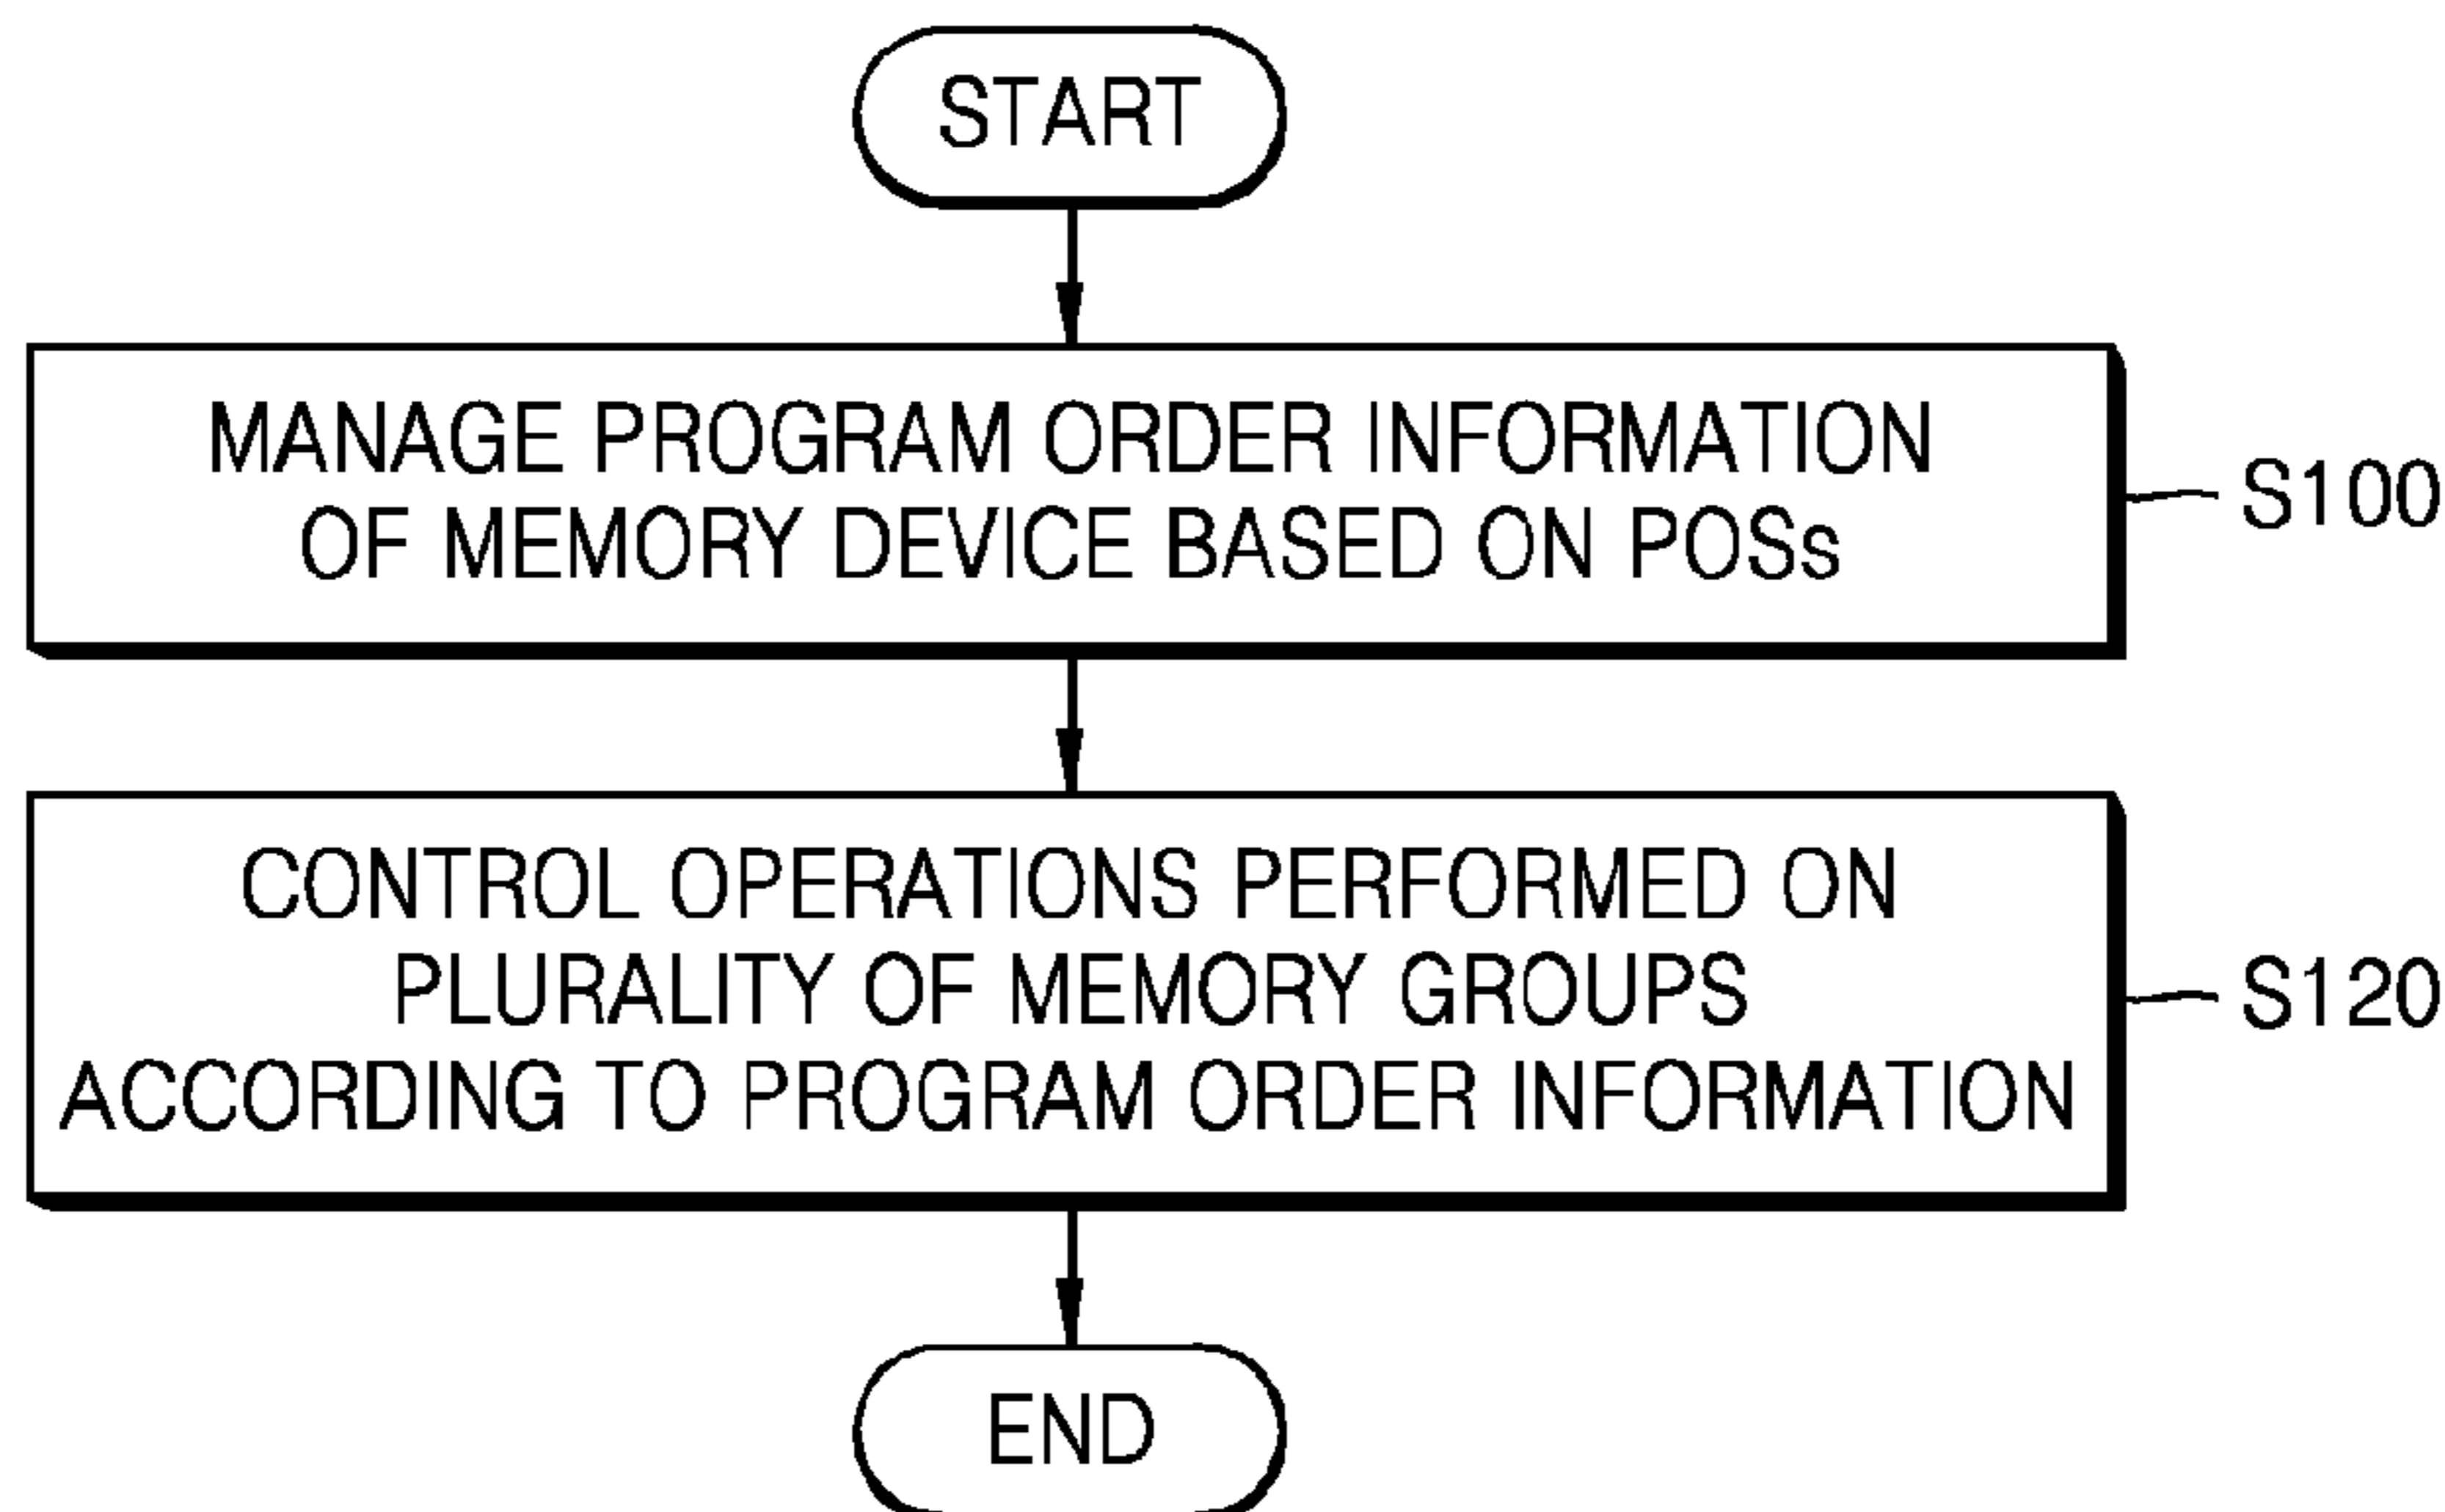 START
MANAGE PROGRAM ORDER INFORMATION
OF MEMORY DEVICE BASED ON POSs
S100
CONTROL OPERATIONS PERFORMED ON
PLURALITY OF MEMORY GROUPS
ACCORDING TO PROGRAM ORDER INFORMATION
S120
END